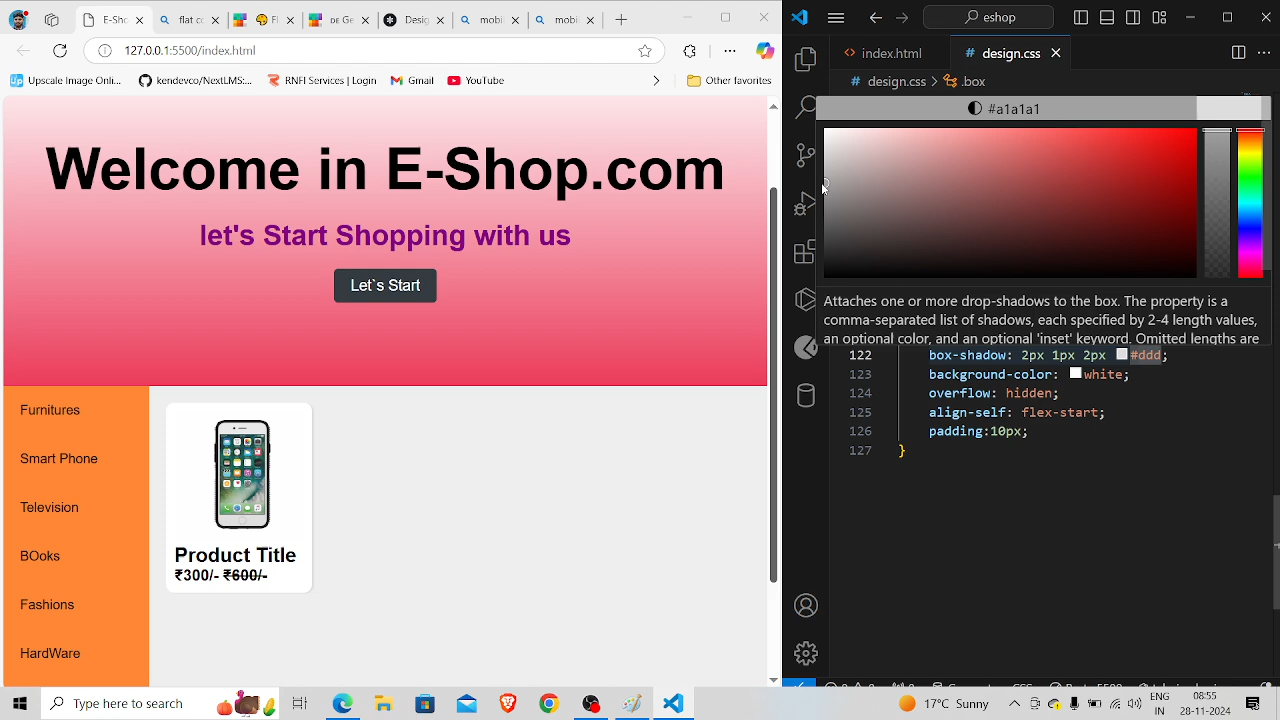 E-Sh
flat c
Fl
DE GE
Desig
mobi
mobi
eshop
127.0.0.1:5500/index.html
index.html
design.css
Upscale Image Con...
kendevco/NextLMS...
RNFI Services | Login
Gmail
YouTube
Other favorites
design.css > .box
#a1a1a1
Welcome in E-Shop.com
let's Start Shopping with us
Let`s Start
Attaches one or more drop-shadows to the box. The property is a
comma-separated list of shadows, each specified by 2-4 length values,
an optional color, and an optional 'inset' keyword. Omitted lengths are
122 box-shadow: 2px 1px 2px #ddd;
123 background-color: white;
124 overflow: hidden;
125 align-self: flex-start;
126 padding:10px;
127 }
Furnitures
Smart Phone
Television
BOoks
Fashions
HardWare
Product Title
₹300/- ₹600/-
Type here to search
17°C Sunny
ENG
IN
08:55
28-11-2024